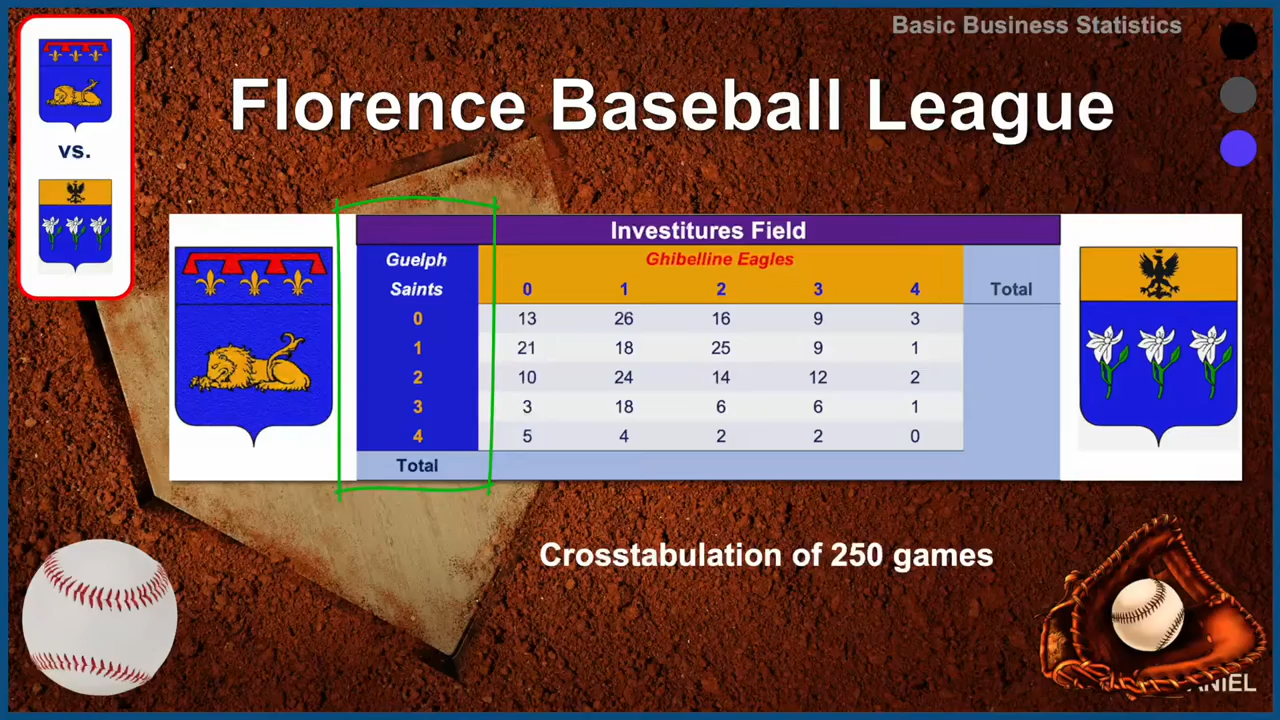 Basic Business Statistics
Florence Baseball League
vs.
Investitures Field
Guelph Ghibelline Eagles
Saints 0 1 2 3 4 Total
0 13 26 16 9 3
1 21 18 25 9 1
2 10 24 14 12 2
3 3 18 6 6 1
4 5 4 2 2 0
Total
Crosstabulation of 250 games